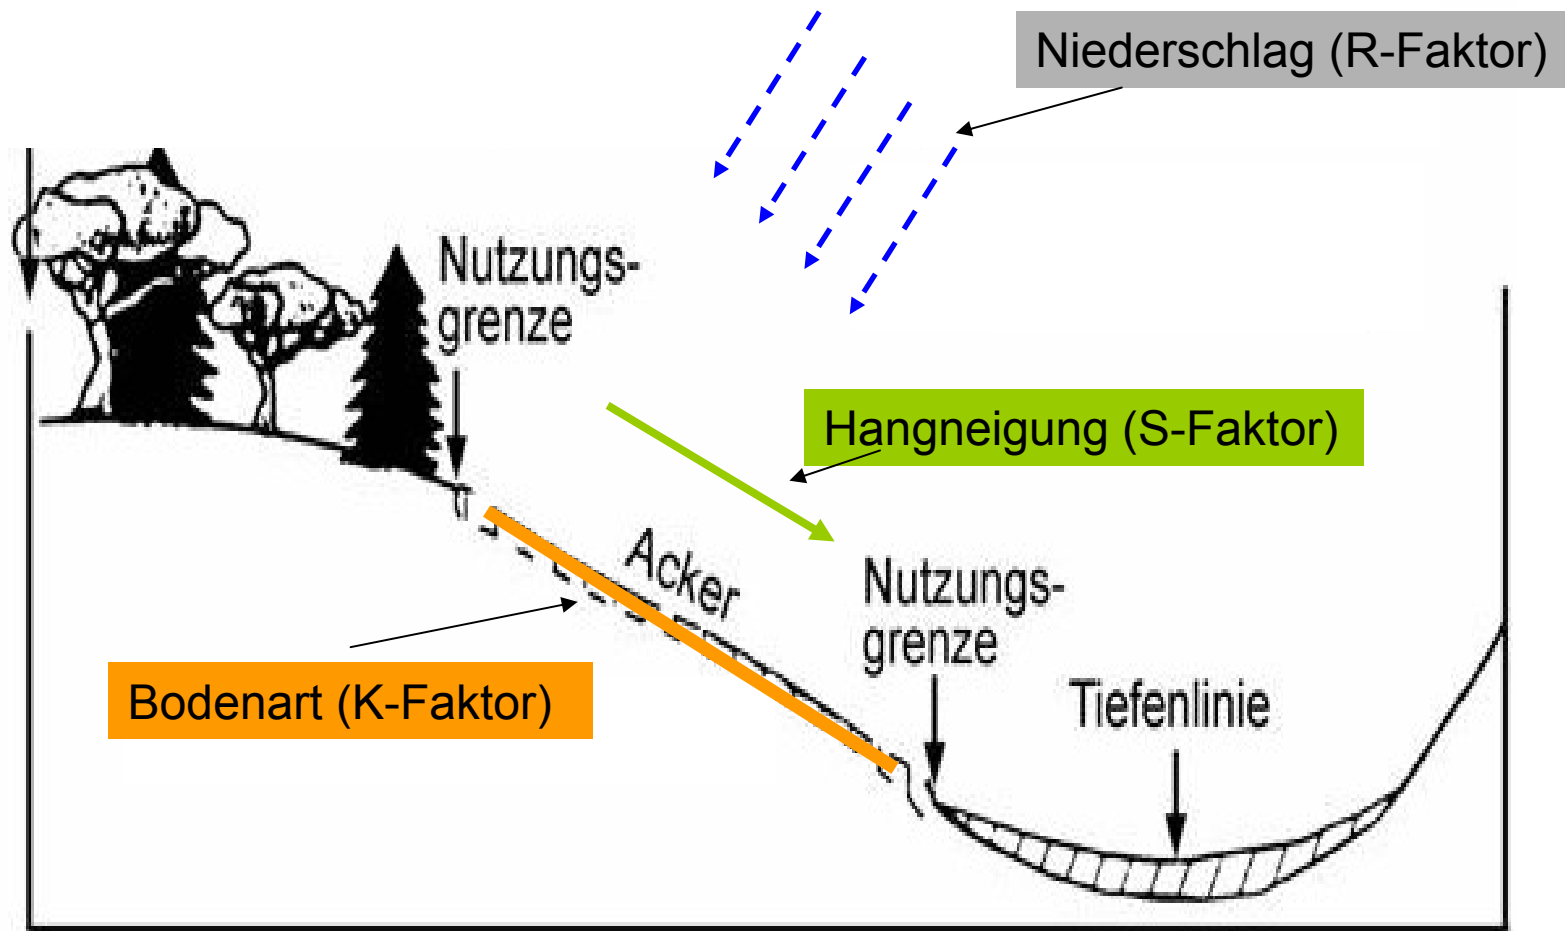 Niederschlag (R-Faktor)
Nutzungs-
grenze
Hangneigung (S-Faktor)
Acker
Nutzungs-
grenze
Bodenart (K-Faktor)
Tiefenlinie